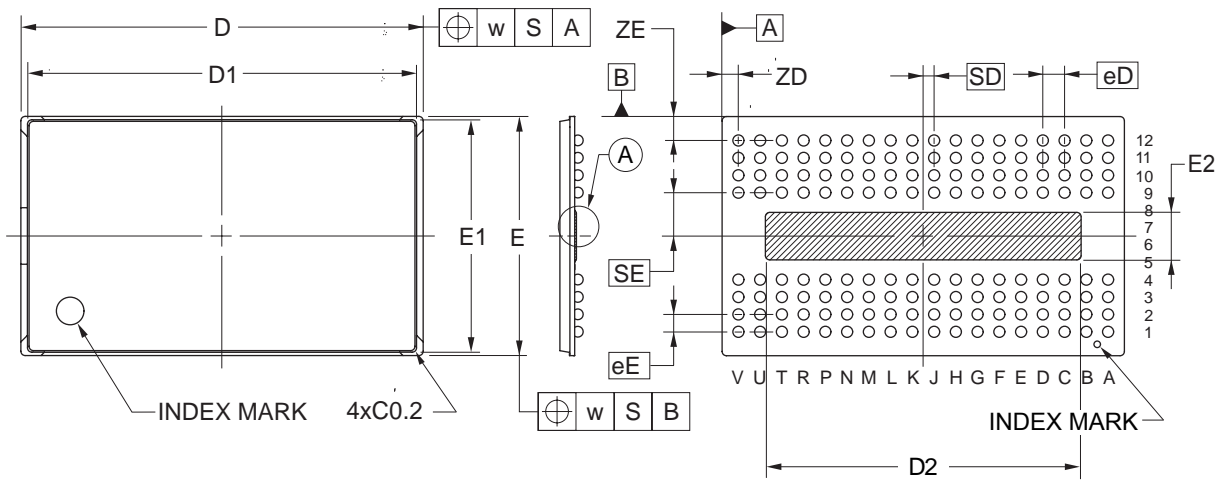 D
w S A
D1
ZE
A
ZD
SD
eD
B
A
E1
E
SE
eE
E2
12
11
10
9
8
7
6
5
4
3
2
1
V U T R P N M L K J H G F E D C B A
INDEX MARK
4xC0.2
w S B
INDEX MARK
D2